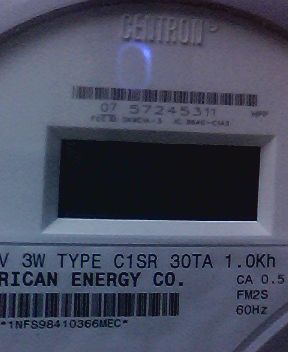 CENTRON®
07 57245311
V 3W TYPE C1SR 30TA 1.0Kh
RICAN ENERGY CO. CA 0.5
FM2S
60Hz
*1NFS98410366MEC*